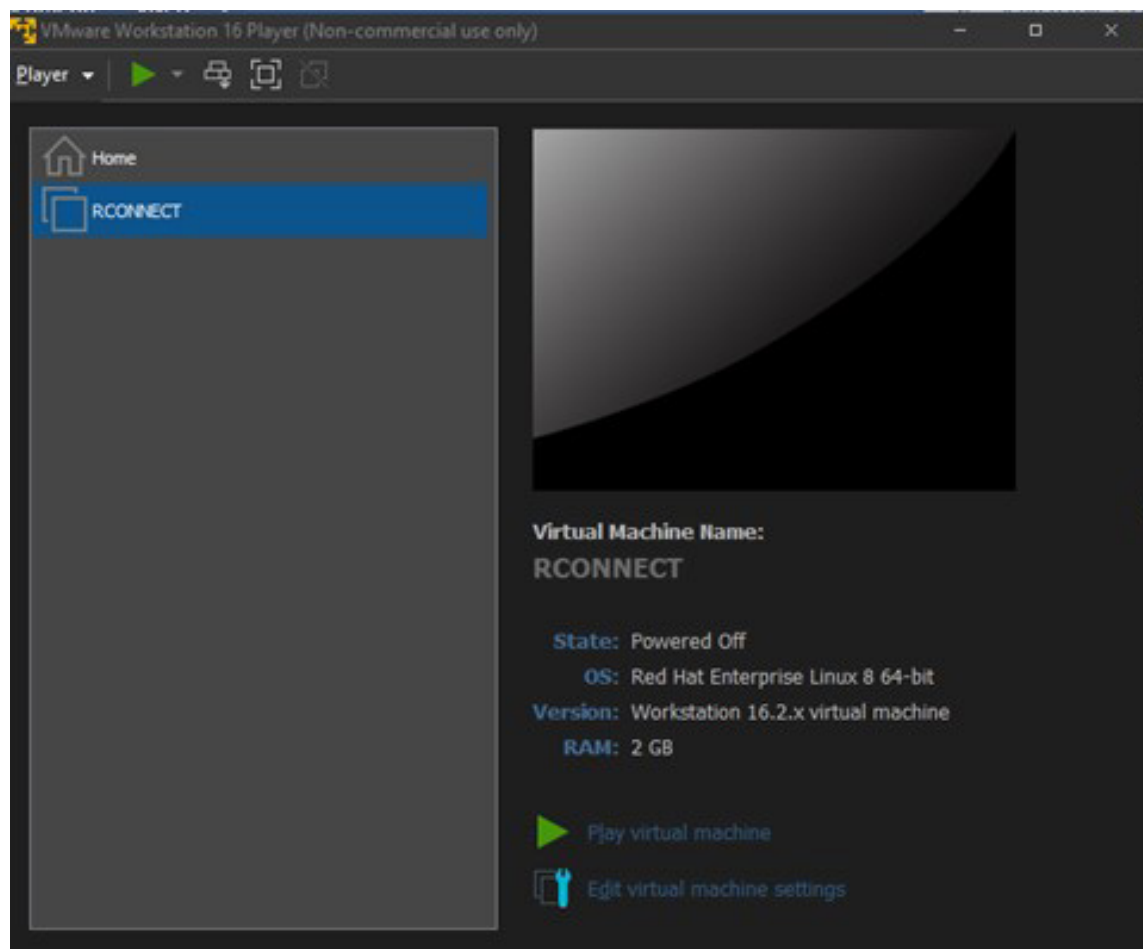 VMware Workstation 16 Player (Non-commercial use only)
Player
Home
RCONNECT
Virtual Machine Name:
RCONNECT
State: Powered Off
OS: Red Hat Enterprise Linux 8 64-bit
Version: Workstation 16.2.x virtual machine
RAM: 2 GB
Play virtual machine
Edit virtual machine settings